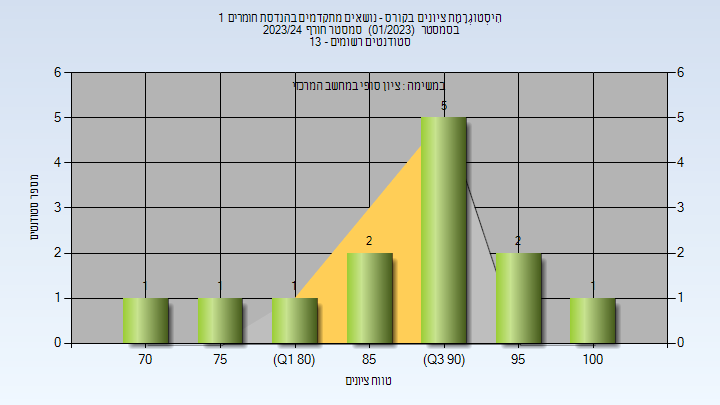 הִיסְטוֹגְרָמַת ציונים בקורס - נושאים מתקדמים בהנדסת חומרים 1
בסמסטר (01/2023) סמסטר חורף 2023/24
סטודנטים רשומים - 13
במשימה : ציון סופי במחשב המרכזי
מספר סטודנטים
6 6
5 5
4 4
3 3
2 2
1 1
0 0
1 1 1 2 5 2 1
70 75 (Q1 80) 85 (Q3 90) 95 100
טווח ציונים